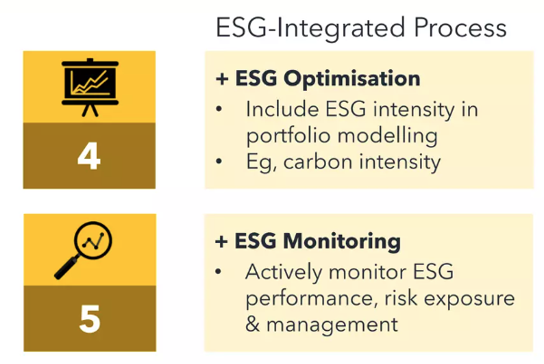 ESG-Integrated Process
4
+ ESG Optimisation
• Include ESG intensity in
portfolio modelling
• Eg, carbon intensity
5
+ ESG Monitoring
• Actively monitor ESG
performance, risk exposure
& management